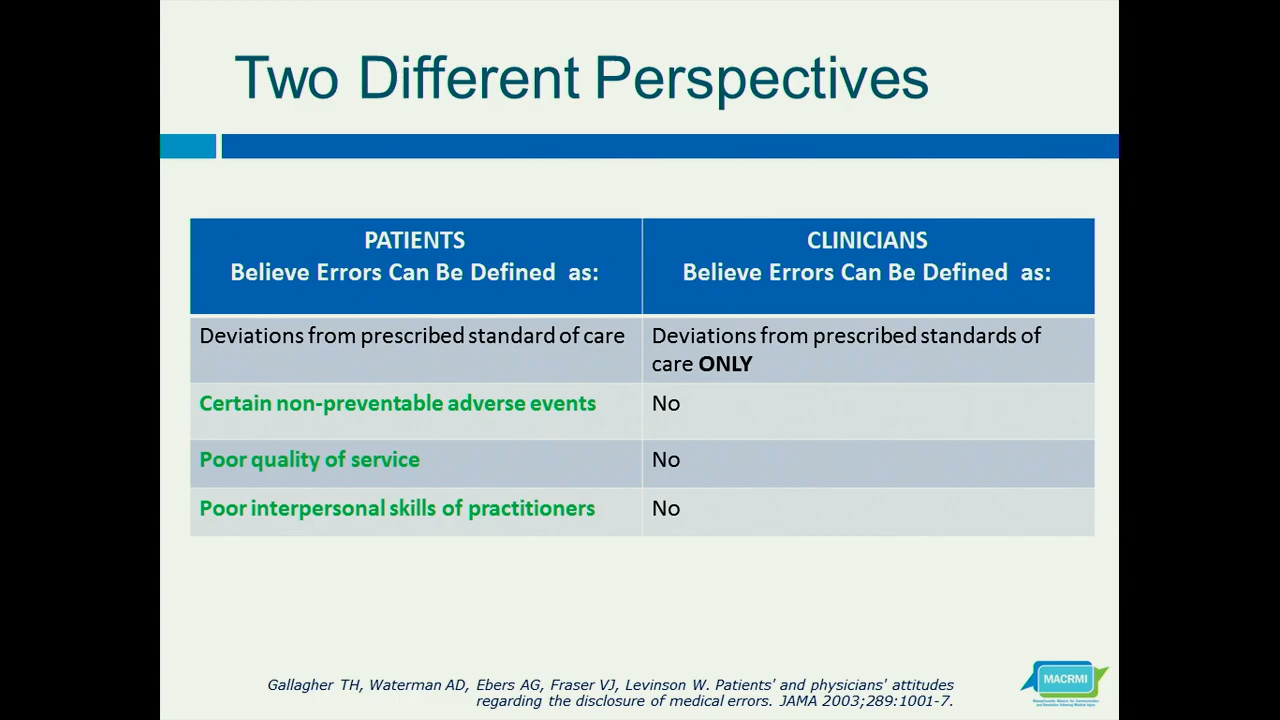 Two Different Perspectives
PATIENTS
Believe Errors Can Be Defined as:
CLINICIANS
Believe Errors Can Be Defined as:
Deviations from prescribed standard of care
Deviations from prescribed standards of
care ONLY
Certain non-preventable adverse events
No
Poor quality of service
No
Poor interpersonal skills of practitioners
No
Gallagher TH, Waterman AD, Ebers AG, Fraser VJ, Levinson W. Patients' and physicians' attitudes
regarding the disclosure of medical errors. JAMA 2003;289:1001-7.
MACRMI